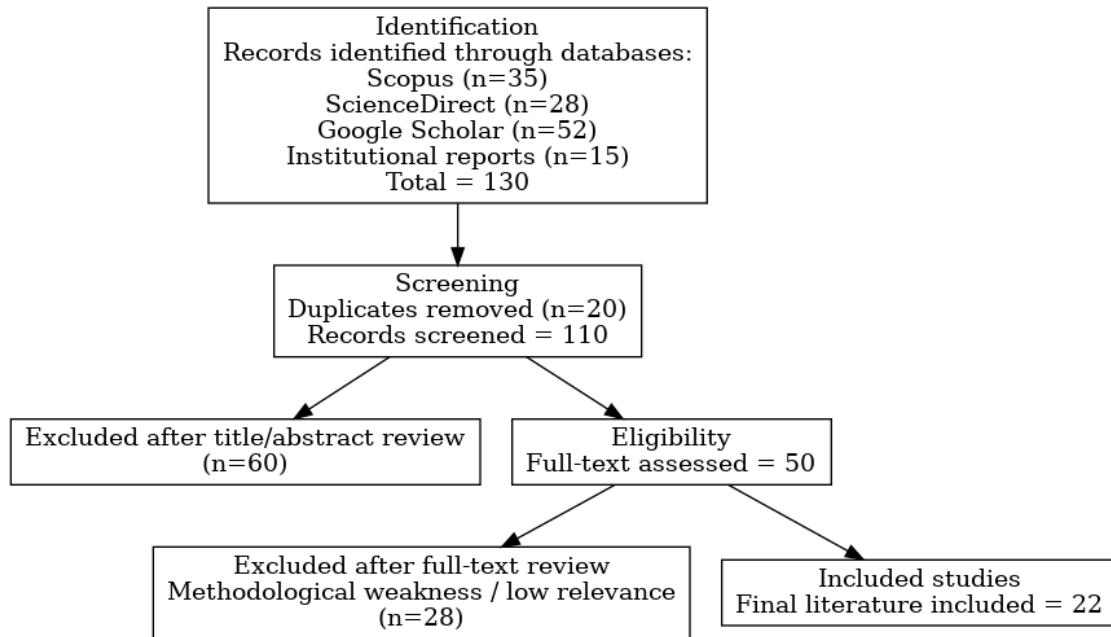 Identification
Records identified through databases:
Scopus (n=35)
ScienceDirect (n=28)
Google Scholar (n=52)
Institutional reports (n=15)
Total = 130
Screening
Duplicates removed (n=20)
Records screened = 110
Excluded after title/abstract review
(n=60)
Eligibility
Full-text assessed = 50
Excluded after full-text review
Methodological weakness / low relevance
(n=28)
Included studies
Final literature included = 22